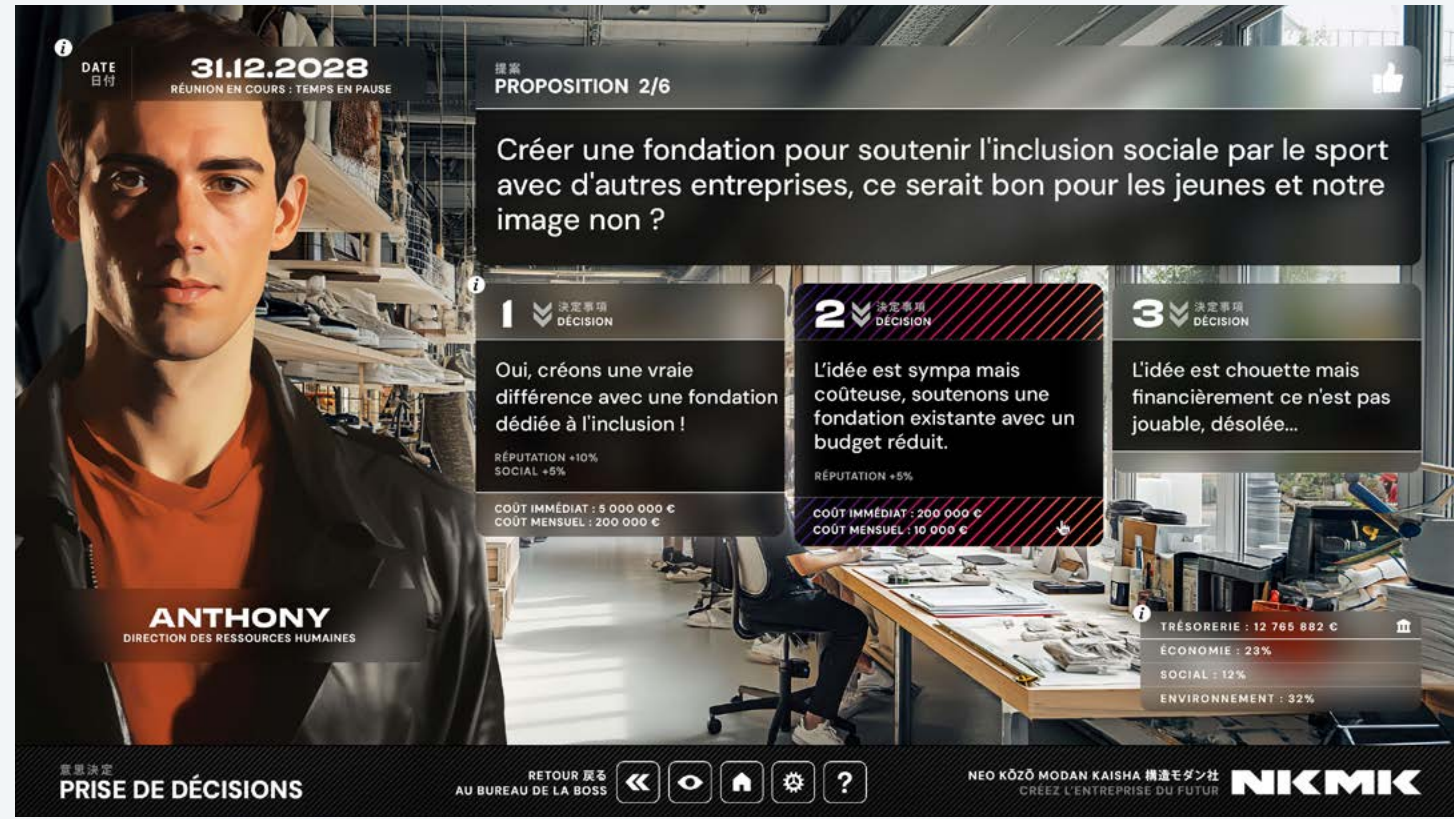 DATE
日付
31.12.2028
RÉUNION EN COURS : TEMPS EN PAUSE
提案
PROPOSITION 2/6
Créer une fondation pour soutenir l'inclusion sociale par le sport
avec d'autres entreprises, ce serait bon pour les jeunes et notre
image non ?
1
決定事項
DÉCISION
Oui, créons une vraie
différence avec une fondation
dédiée à l'inclusion !
RÉPUTATION +10%
SOCIAL +5%
COÛT IMMÉDIAT : 5 000 000 €
COÛT MENSUEL : 200 000 €
2
決定事項
DÉCISION
L'idée est sympa mais
coûteuse, soutenons une
fondation existante avec un
budget réduit.
RÉPUTATION +5%
COÛT IMMÉDIAT : 200 000 €
COÛT MENSUEL : 10 000 €
3
決定事項
DÉCISION
L'idée est chouette mais
financièrement ce n'est pas
jouable, désolée...
ANTHONY
DIRECTION DES RESSOURCES HUMAINES
TRÉSORERIE : 12 765 882 €
ÉCONOMIE : 23%
SOCIAL : 12%
ENVIRONNEMENT : 32%
意思決定
PRISE DE DÉCISIONS
RETOUR 戻る
AU BUREAU DE LA BOSS
?
NEO KŌZŌ MODAN KAISHA 構造モダン社
CRÉEZ L'ENTREPRISE DU FUTUR
NKMK